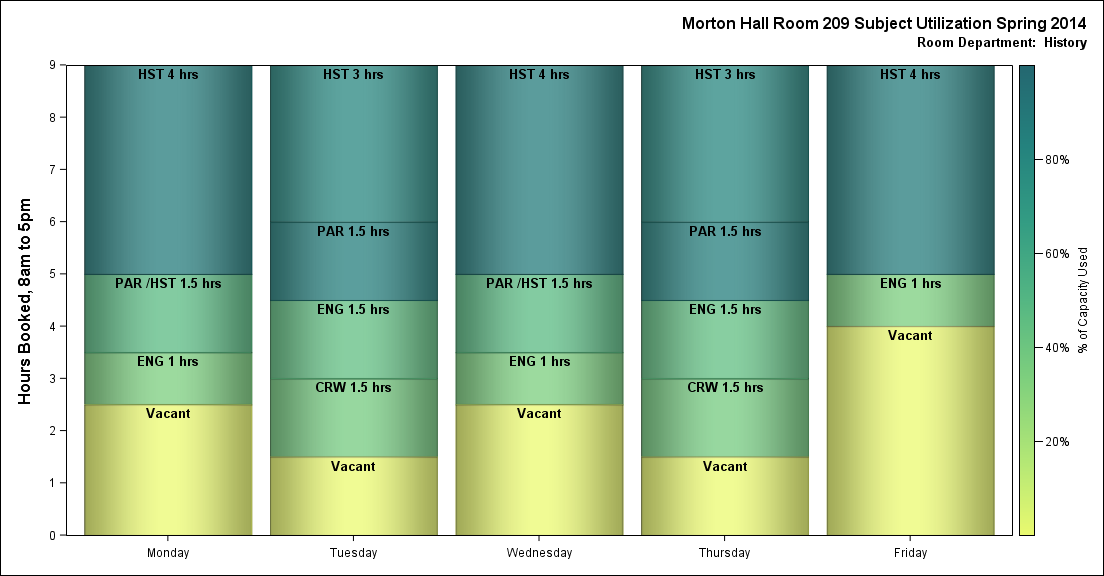 Morton Hall Room 209 Subject Utilization Spring 2014
Room Department: History
Hours Booked, 8am to 5pm
9
8
7
6
5
4
3
2
1
0
HST 4 hrs
PAR /HST 1.5 hrs
ENG 1 hrs
Vacant
HST 3 hrs
PAR 1.5 hrs
ENG 1.5 hrs
CRW 1.5 hrs
Vacant
HST 4 hrs
PAR /HST 1.5 hrs
ENG 1 hrs
Vacant
HST 3 hrs
PAR 1.5 hrs
ENG 1.5 hrs
CRW 1.5 hrs
Vacant
HST 4 hrs
ENG 1 hrs
Vacant
Monday
Tuesday
Wednesday
Thursday
Friday
80%
60%
40%
20%
% of Capacity Used